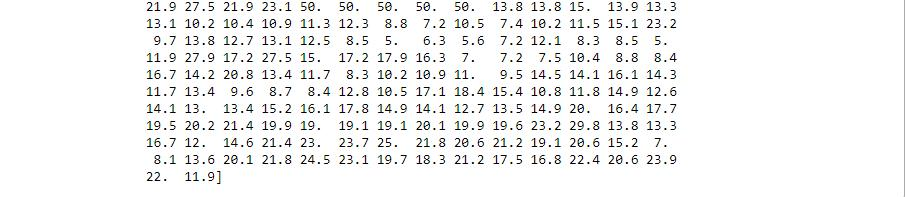 21.9 27.5 21.9 23.1 50.  50.  50.  50.  50.  13.8 13.8 15.  13.9 13.3
13.1 10.2 10.4 10.9 11.3 12.3  8.8  7.2 10.5  7.4 10.2 11.5 15.1 23.2
 9.7 13.8 12.7 13.1 12.5  8.5  5.   6.3  5.6  7.2 12.1  8.3  8.5  5.
11.9 27.9 17.2 27.5 15.  17.2 17.9 16.3  7.   7.2  7.5 10.4  8.8  8.4
16.7 14.2 20.8 13.4 11.7  8.3 10.2 10.9 11.   9.5 14.5 14.1 16.1 14.3
11.7 13.4  9.6  8.7  8.4 12.8 10.5 17.1 18.4 15.4 10.8 11.8 14.9 12.6
14.1 13.  13.4 15.2 16.1 17.8 14.9 14.1 12.7 13.5 14.9 20.  16.4 17.7
19.5 20.2 21.4 19.9 19.  19.1 19.1 20.1 19.9 19.6 23.2 29.8 13.8 13.3
16.7 12.  14.6 21.4 23.  23.7 25.  21.8 20.6 21.2 19.1 20.6 15.2  7.
 8.1 13.6 20.1 21.8 24.5 23.1 19.7 18.3 21.2 17.5 16.8 22.4 20.6 23.9
22.  11.9]